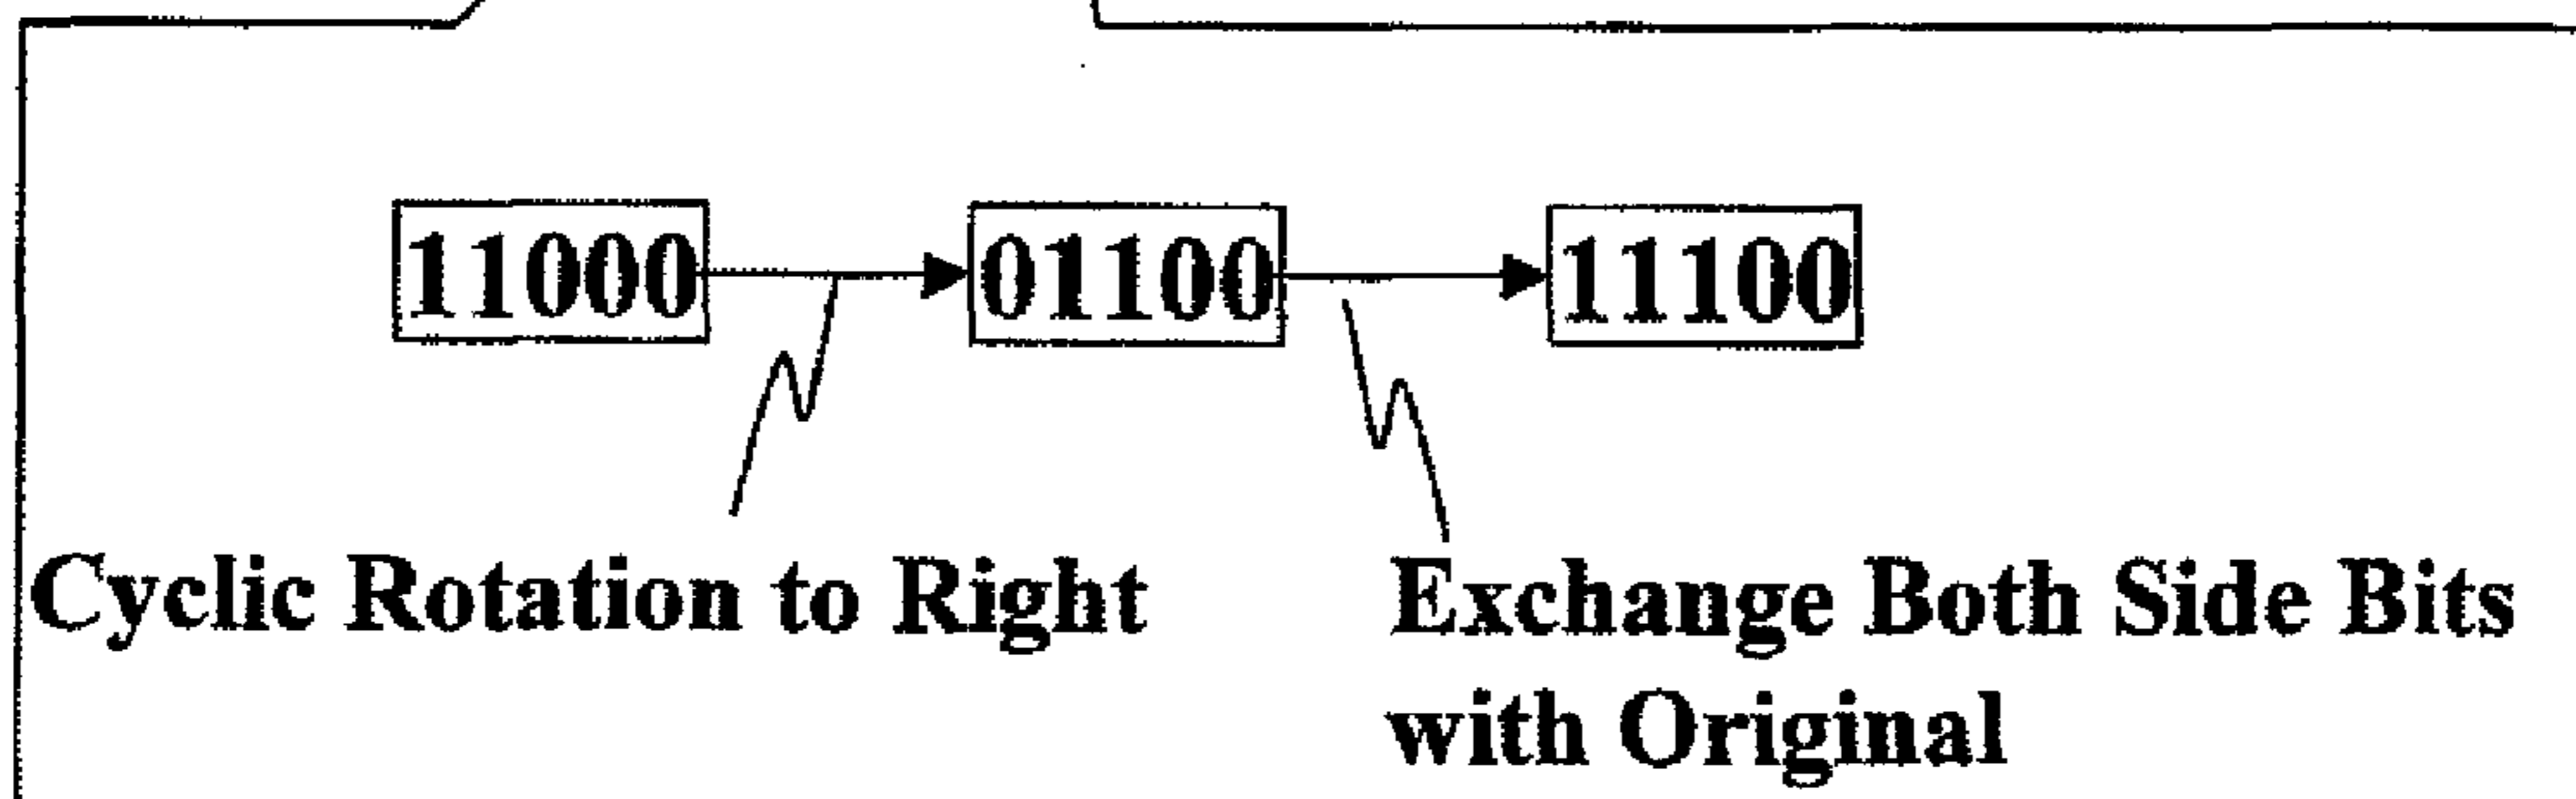 11000 01100 11100
Cyclic Rotation to Right Exchange Both Side Bits
with Original